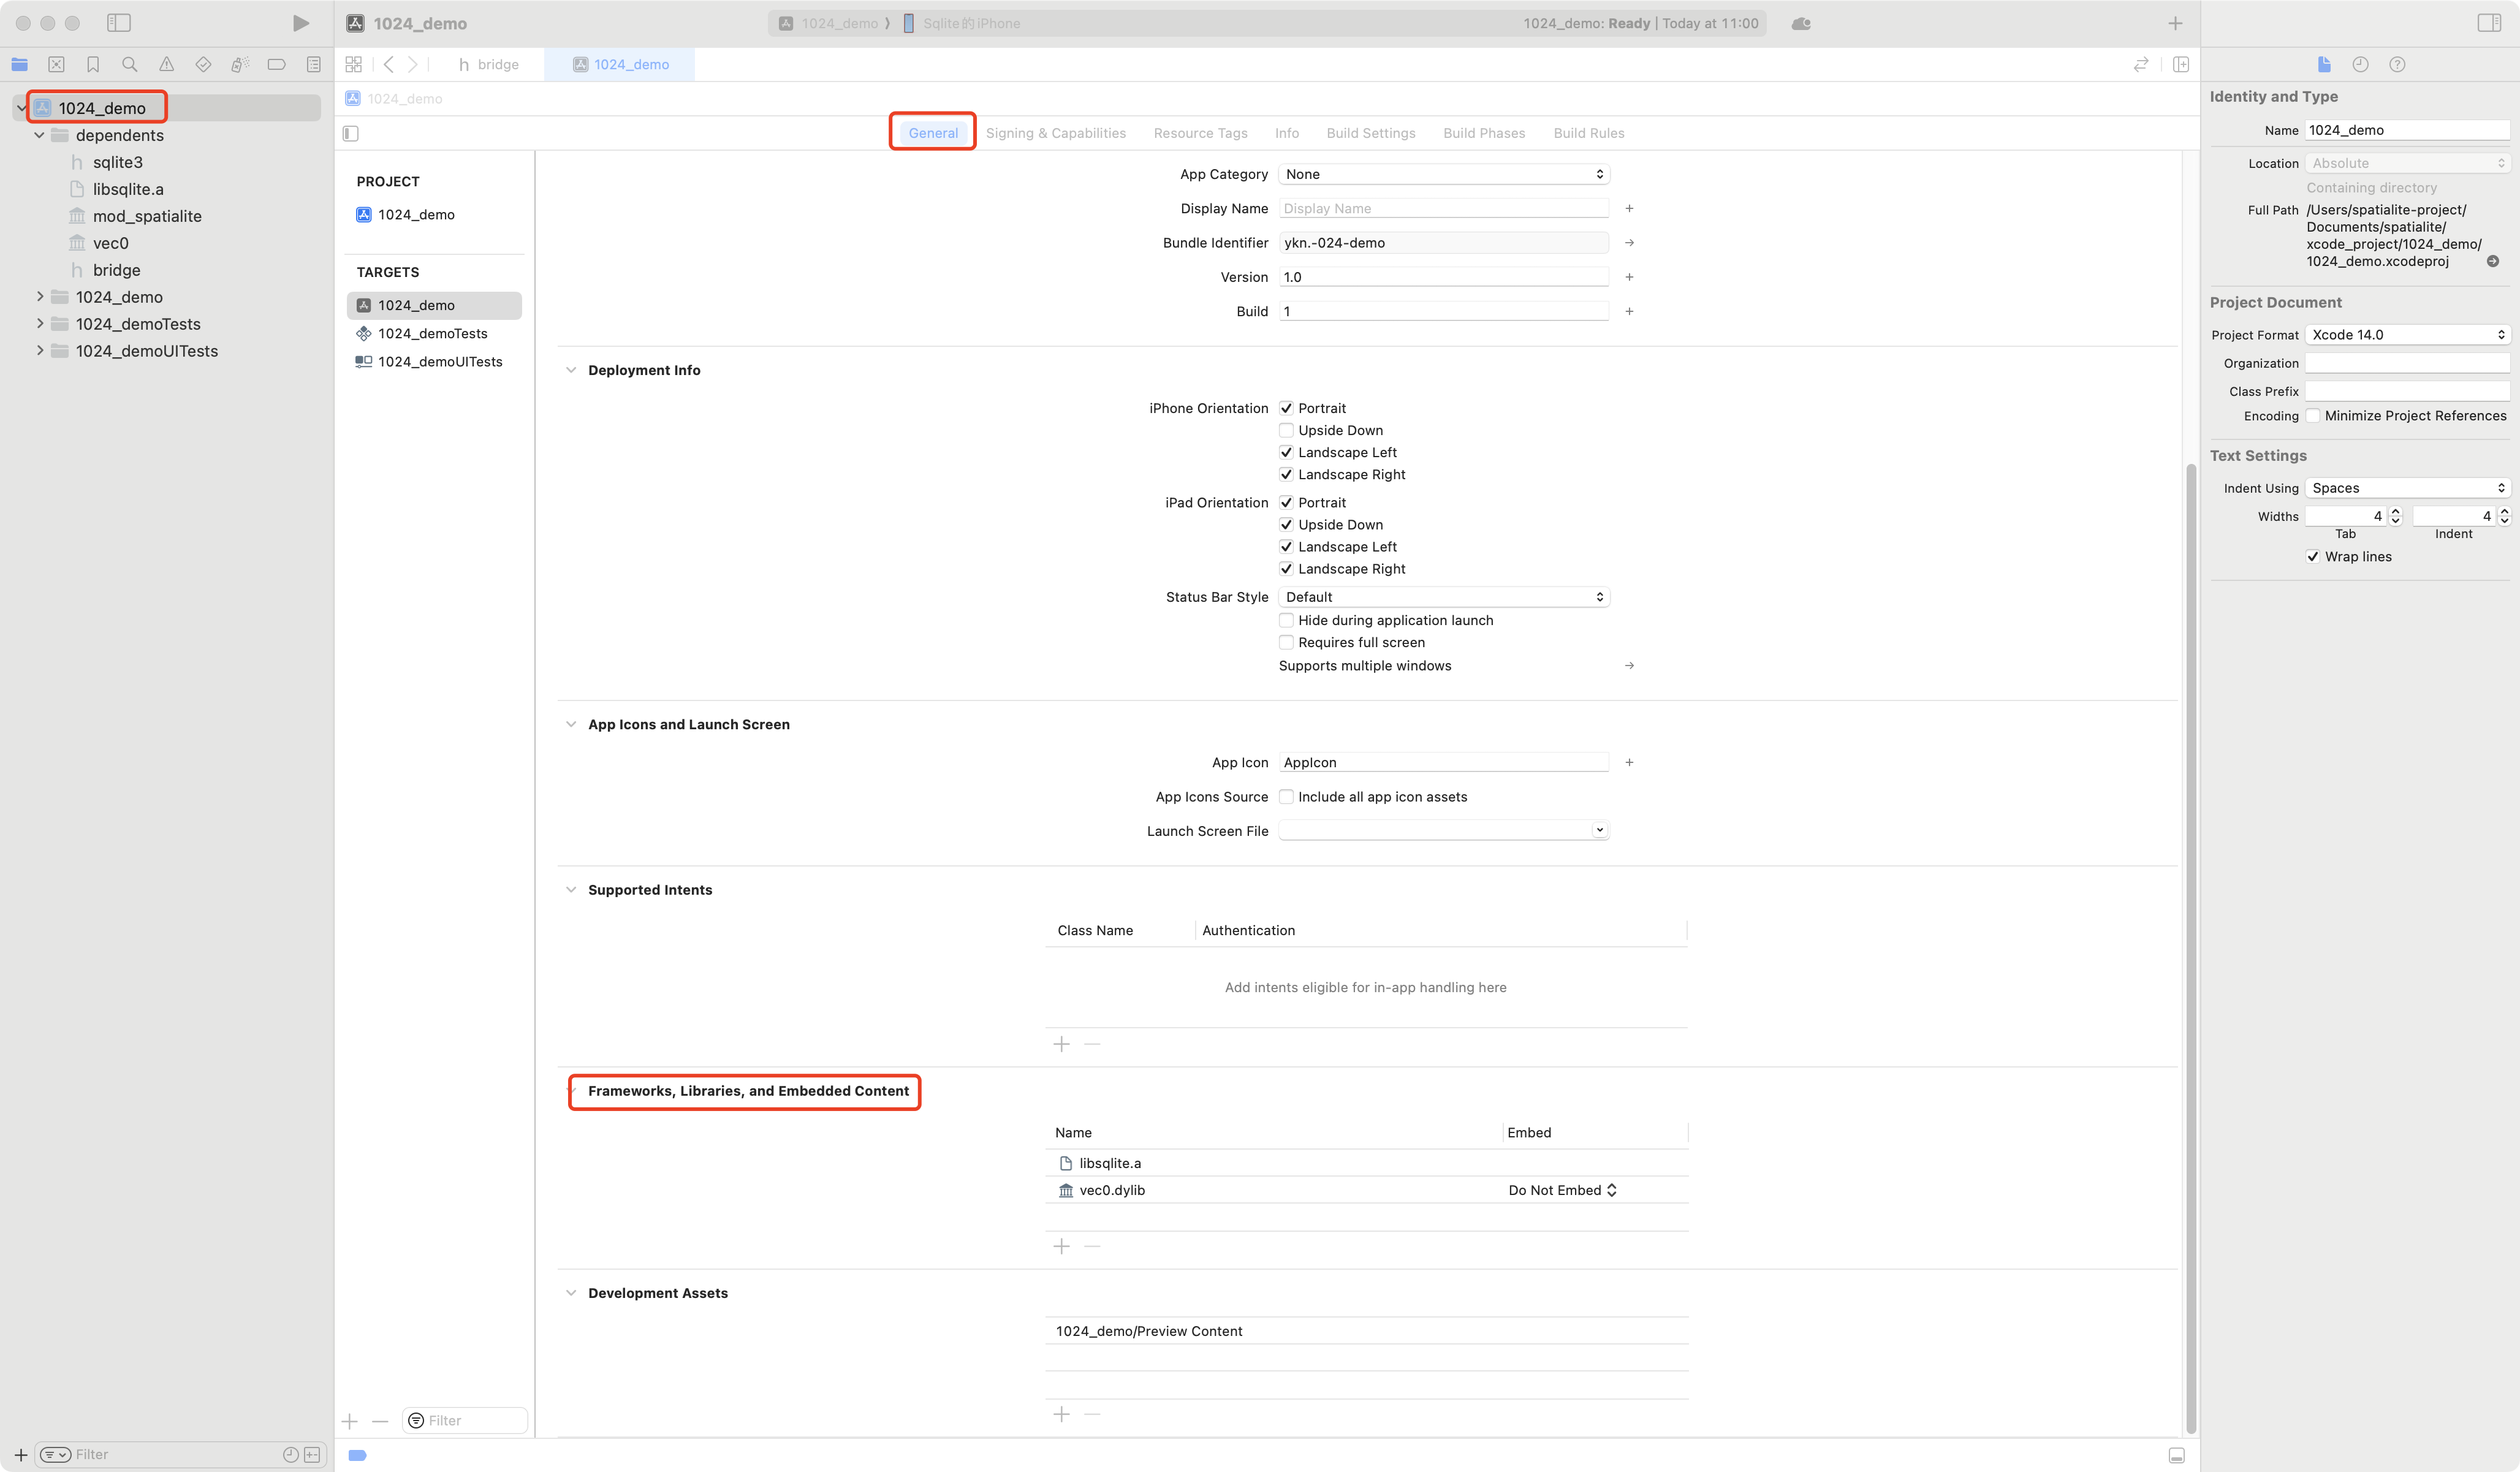 1024_demo
1024_demo ⟩ Sqlite的iPhone
1024_demo: Ready | Today at 11:00
bridge
1024_demo
1024_demo
1024_demo
dependents
sqlite3
libsqlite.a
mod_spatialite
vec0
bridge
1024_demo
1024_demoTests
1024_demoUITests
Filter
General
Signing & Capabilities
Resource Tags
Info
Build Settings
Build Phases
Build Rules
PROJECT
1024_demo
TARGETS
1024_demo
1024_demoTests
1024_demoUITests
Filter
App Category None
Display Name Display Name
Bundle Identifier ykn.-024-demo
Version 1.0
Build 1
Deployment Info
iPhone Orientation Portrait
Upside Down
Landscape Left
Landscape Right
iPad Orientation Portrait
Upside Down
Landscape Left
Landscape Right
Status Bar Style Default
Hide during application launch
Requires full screen
Supports multiple windows
App Icons and Launch Screen
App Icon AppIcon
App Icons Source Include all app icon assets
Launch Screen File
Supported Intents
Class Name Authentication
Add intents eligible for in-app handling here
Frameworks, Libraries, and Embedded Content
Name Embed
libsqlite.a
vec0.dylib Do Not Embed
Development Assets
1024_demo/Preview Content
Identity and Type
Name 1024_demo
Location Absolute
Containing directory
Full Path /Users/spatialite-project/
Documents/spatialite/
xcode_project/1024_demo/
1024_demo.xcodeproj
Project Document
Project Format Xcode 14.0
Organization
Class Prefix
Encoding Minimize Project References
Text Settings
Indent Using Spaces
Widths 4 4
Tab Indent
Wrap lines